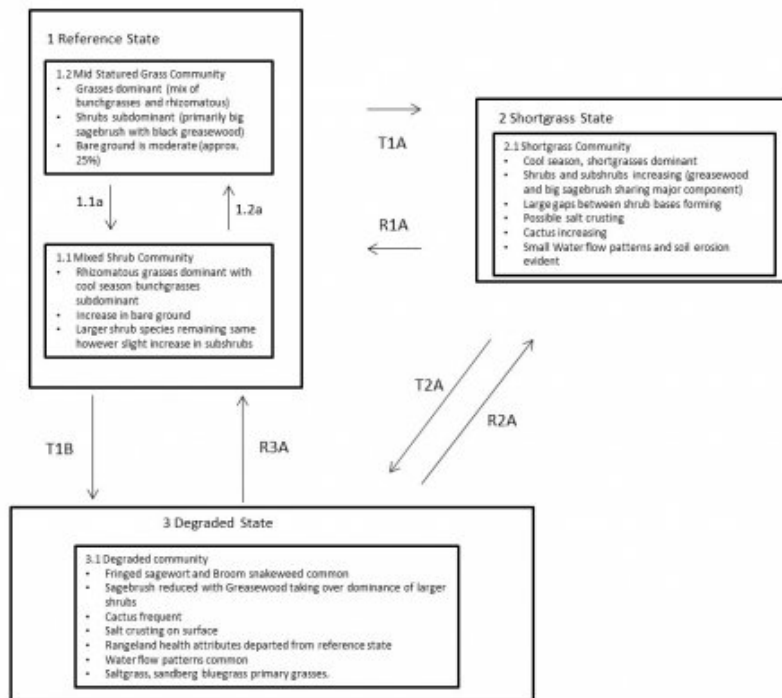 1 Reference State
1.2 Mid Statured Grass Community
• Grasses dominant (mix of
bunchgrasses and rhizomatous)
• Shrubs subdominant (primarily big
sagebrush with black greasewood)
• Bare ground is moderate (approx.
25%)
1.1a
1.2a
1.1 Mixed Shrub Community
• Rhizomatous grasses dominant with
cool season bunchgrasses
subdominant
• Increase in bare ground
• Larger shrub species remaining same
however slight increase in subshrubs
T1A
R1A
2 Shortgrass State
2.1 Shortgrass Community
• Cool season, shortgrasses dominant
• Shrubs and subshrubs increasing (greasewood
and big sagebrush sharing major component)
• Large gaps between shrub bases forming
• Possible salt crusting
• Cactus increasing
• Small Water flow patterns and soil erosion
evident
T2A
R2A
T1B
R3A
3 Degraded State
3.1 Degraded community
• Fringed sagewort and Broom snakeweed common
• Sagebrush reduced with Greasewood taking over dominance of larger
shrubs
• Cactus frequent
• Salt crusting on surface
• Rangeland health attributes departed from reference state
• Water flow patterns common
• Saltgrass, sandberg bluegrass primary grasses.